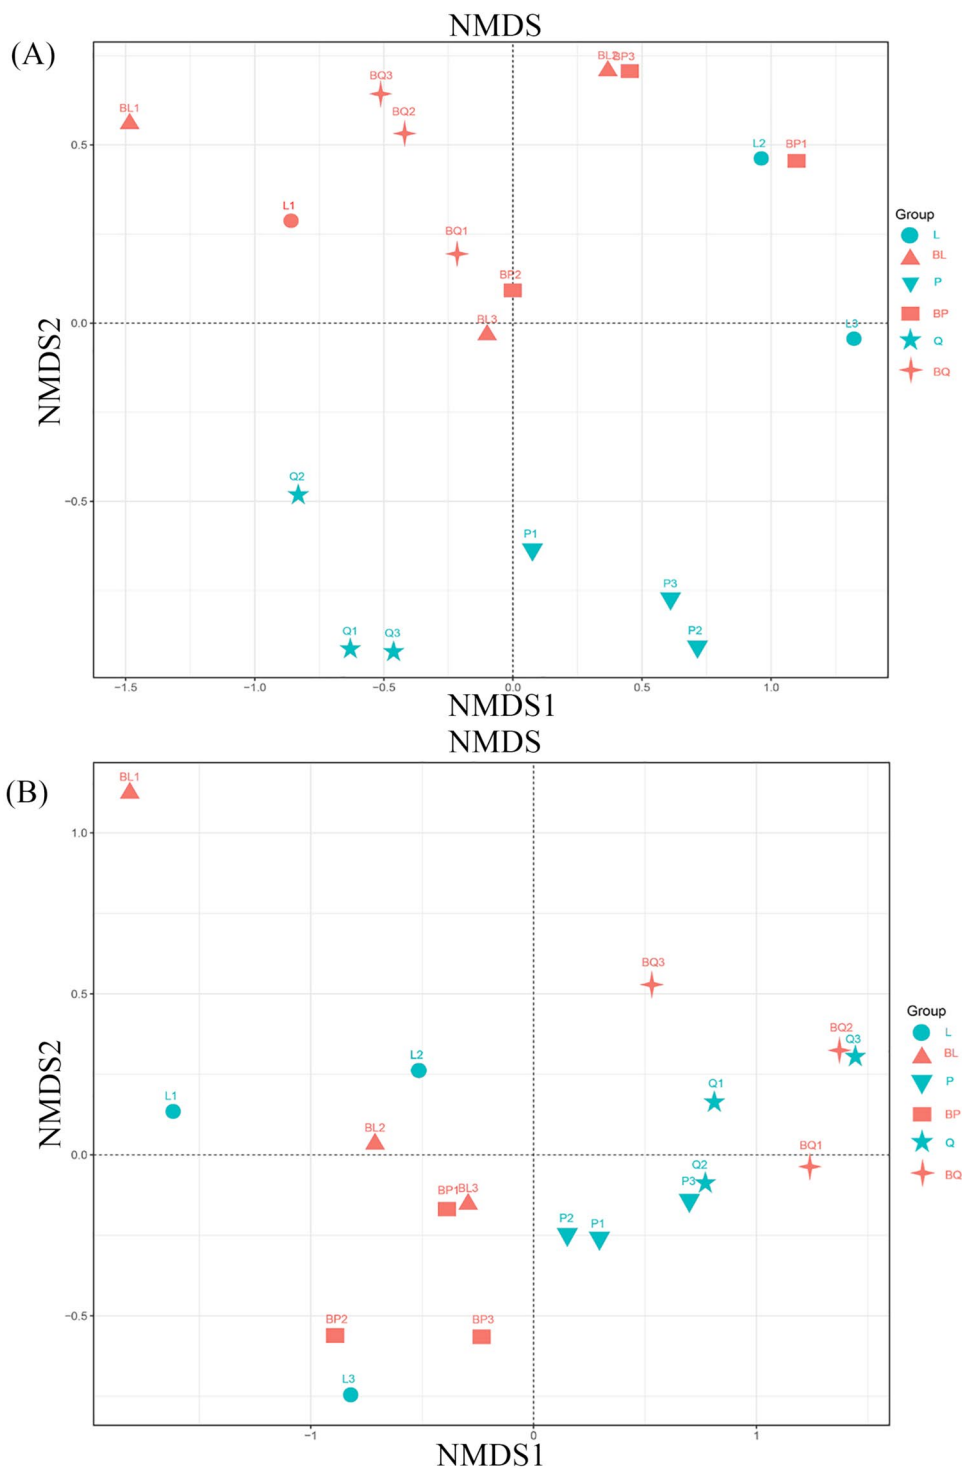 NMDS
(A)
BL2 BP3
BQ3
BL1
BQ2
L2 BP1
0.5
L1
Group
L
BQ1
BL
BP2
P
BL3
L3
0.0
BP
Q
BQ
NMDS2
Q2
−0.5
P1
P3
Q1 Q3 P2
−1.5 −1.0 −0.5 0.0 0.5 1.0
NMDS1
NMDS
(B)
BL1
1.0
BQ3
0.5
Group
L
BQ2
Q3
L2
BL
Q1
P
L1
BP
BL2
Q
BQ1
0.0
BQ
Q2
P3
BP1 BL3
P2 P1
NMDS2
−0.5
BP2 BP3
L3
−1 0 1
NMDS1